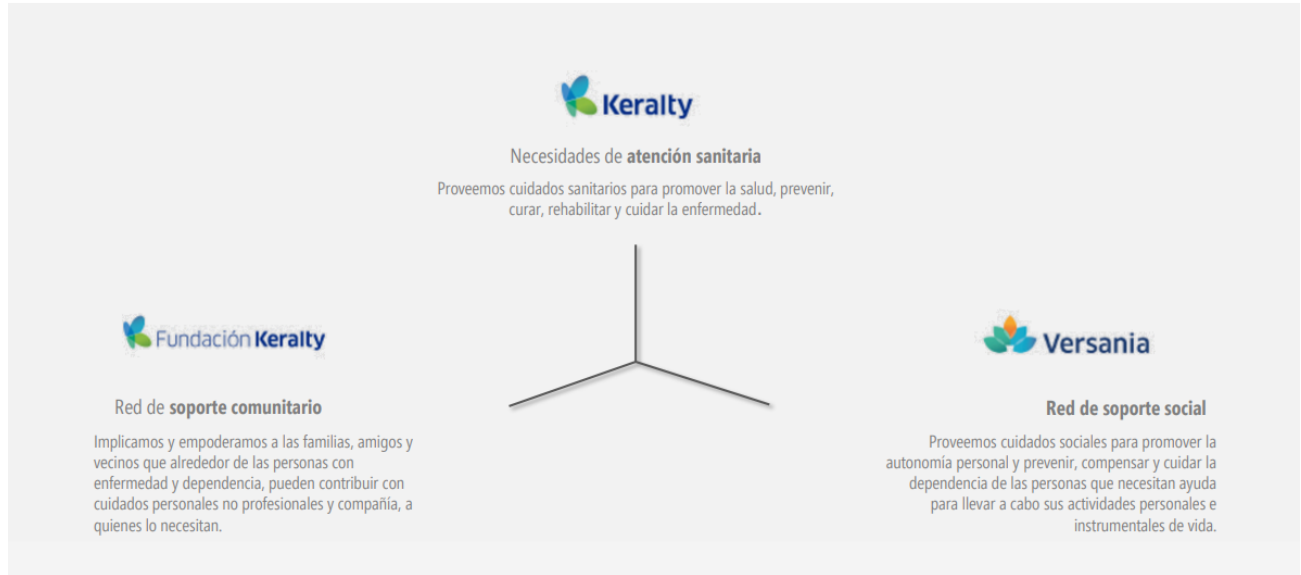 Keralty
Necesidades de atención sanitaria
Proveemos cuidados sanitarios para promover la salud, prevenir,
curar, rehabilitar y cuidar la enfermedad.
Fundación Keralty
Red de soporte comunitario
Implicamos y empoderamos a las familias, amigos y
vecinos que alrededor de las personas con
enfermedad y dependencia, pueden contribuir con
cuidados personales no profesionales y compañía, a
quienes lo necesitan.
Versania
Red de soporte social
Proveemos cuidados sociales para promover la
autonomía personal y prevenir, compensar y cuidar la
dependencia de las personas que necesitan ayuda
para llevar a cabo sus actividades personales e
instrumentales de vida.